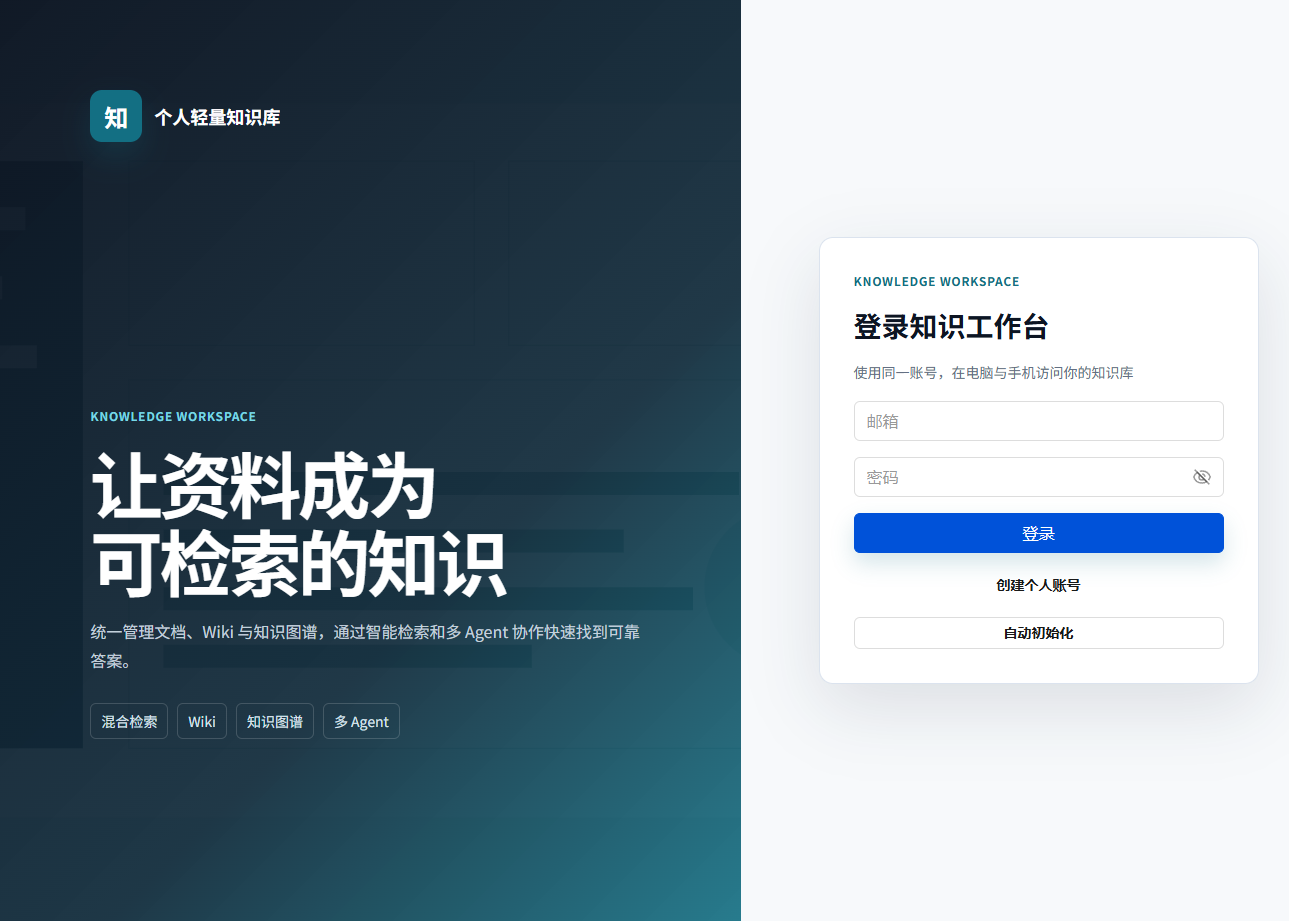 知
个人轻量知识库
KNOWLEDGE WORKSPACE
让资料成为
可检索的知识
统一管理文档、Wiki 与知识图谱，通过智能检索和多 Agent 协作快速找到可靠
答案。
混合检索
Wiki
知识图谱
多 Agent
KNOWLEDGE WORKSPACE
登录知识工作台
使用同一账号，在电脑与手机访问你的知识库
邮箱
密码
登录
创建个人账号
自动初始化